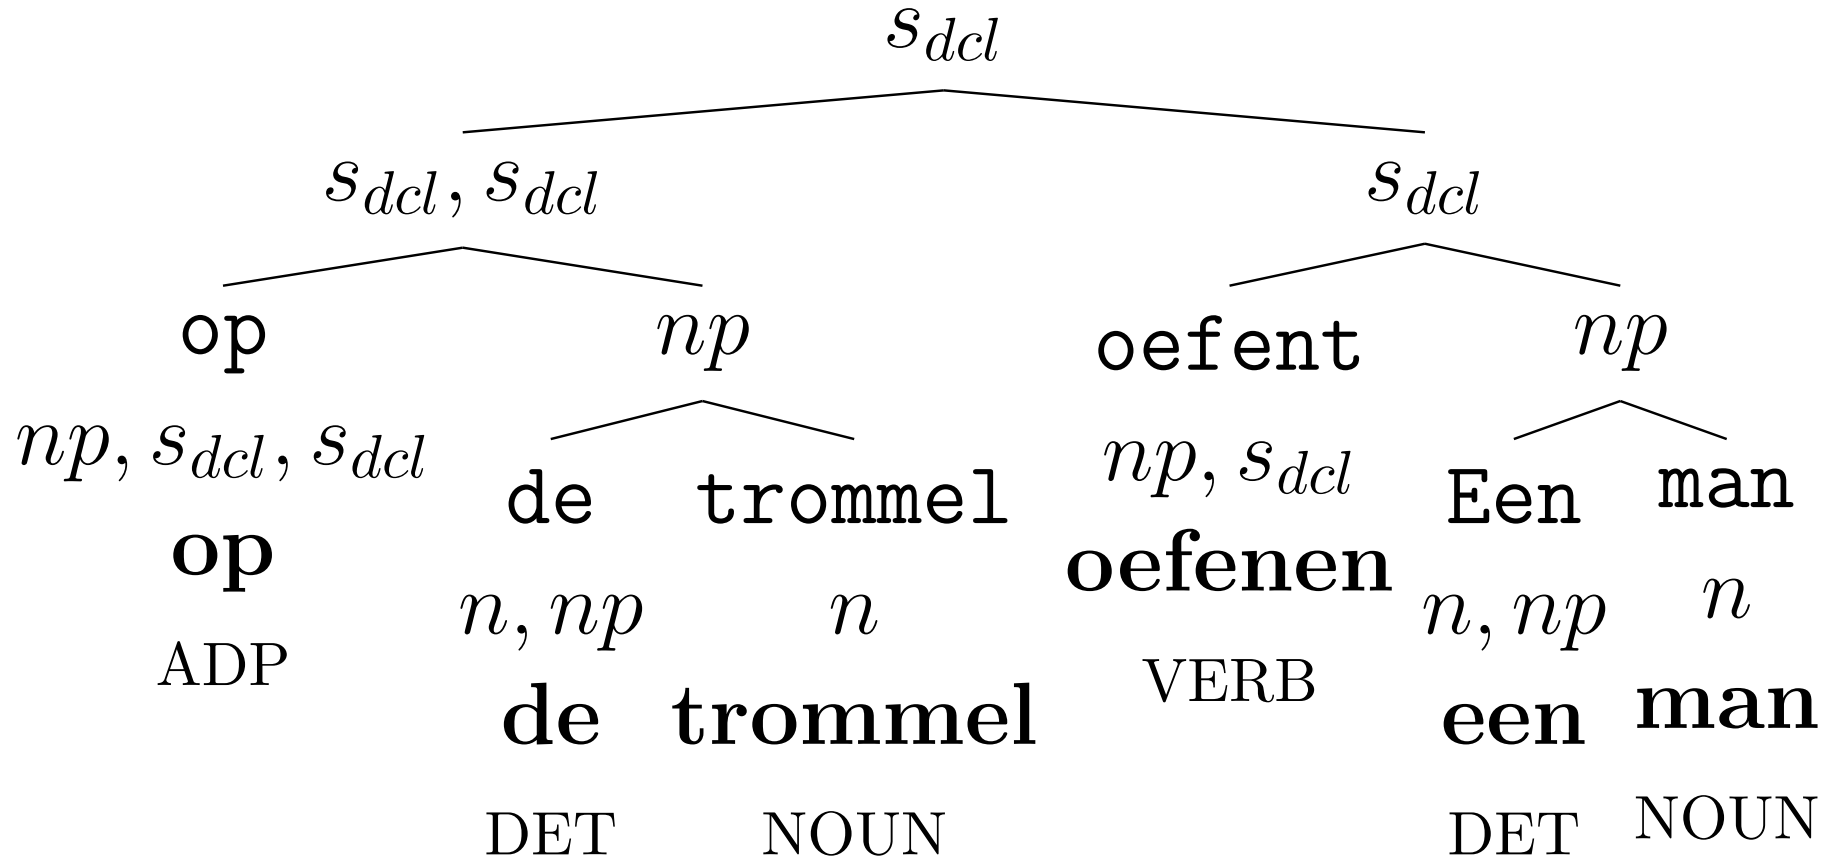 s_dcl
s_dcl, s_dcl s_dcl
op np oefent np
np, s_dcl, s_dcl de trommel np, s_dcl Een man
op n, np n oefenen n, np n
ADP de trommel VERB een man
DET NOUN DET NOUN